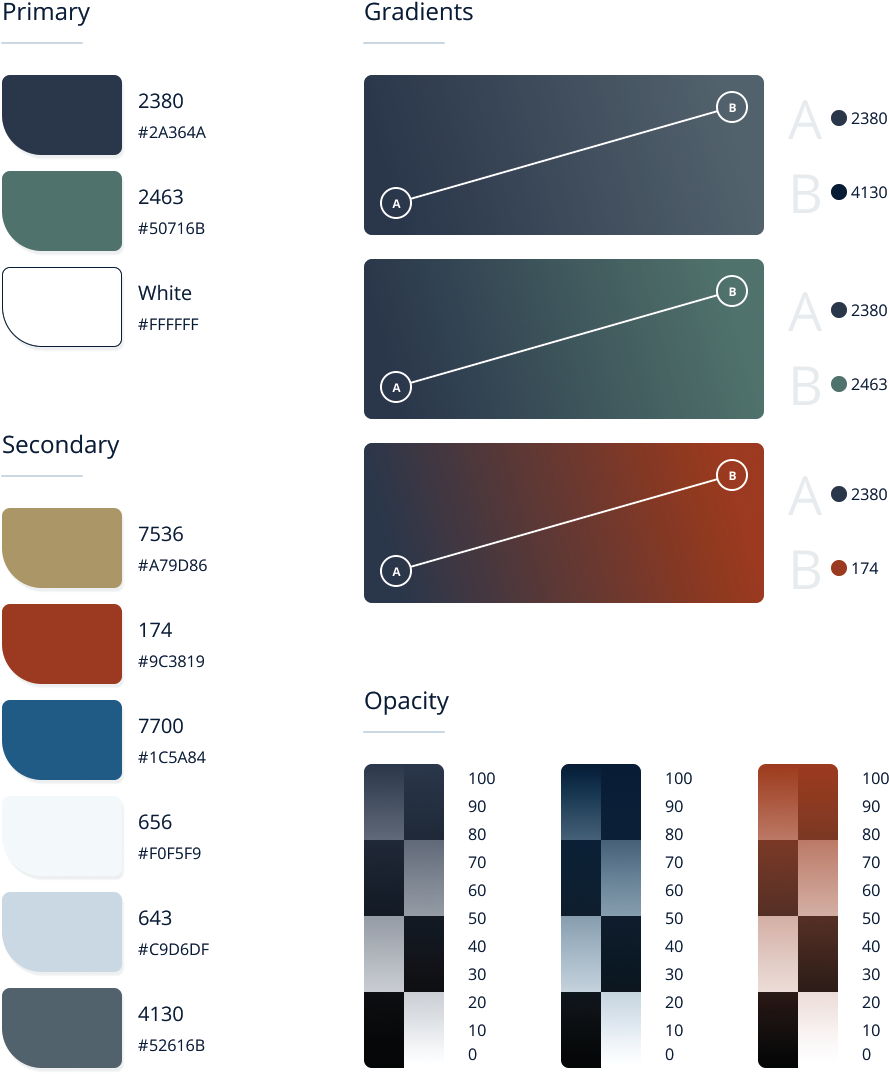 Primary
2380
#2A364A
2463
#50716B
White
#FFFFFF
Secondary
7536
#A79D86
174
#9C3819
7700
#1C5A84
656
#F0F5F9
643
#C9D6DF
4130
#52616B
Gradients
B
A
A
2380
B
4130
B
A
A
2380
B
2463
B
A
A
2380
B
174
Opacity
100
90
80
70
60
50
40
30
20
10
0
100
90
80
70
60
50
40
30
20
10
0
100
90
80
70
60
50
40
30
20
10
0